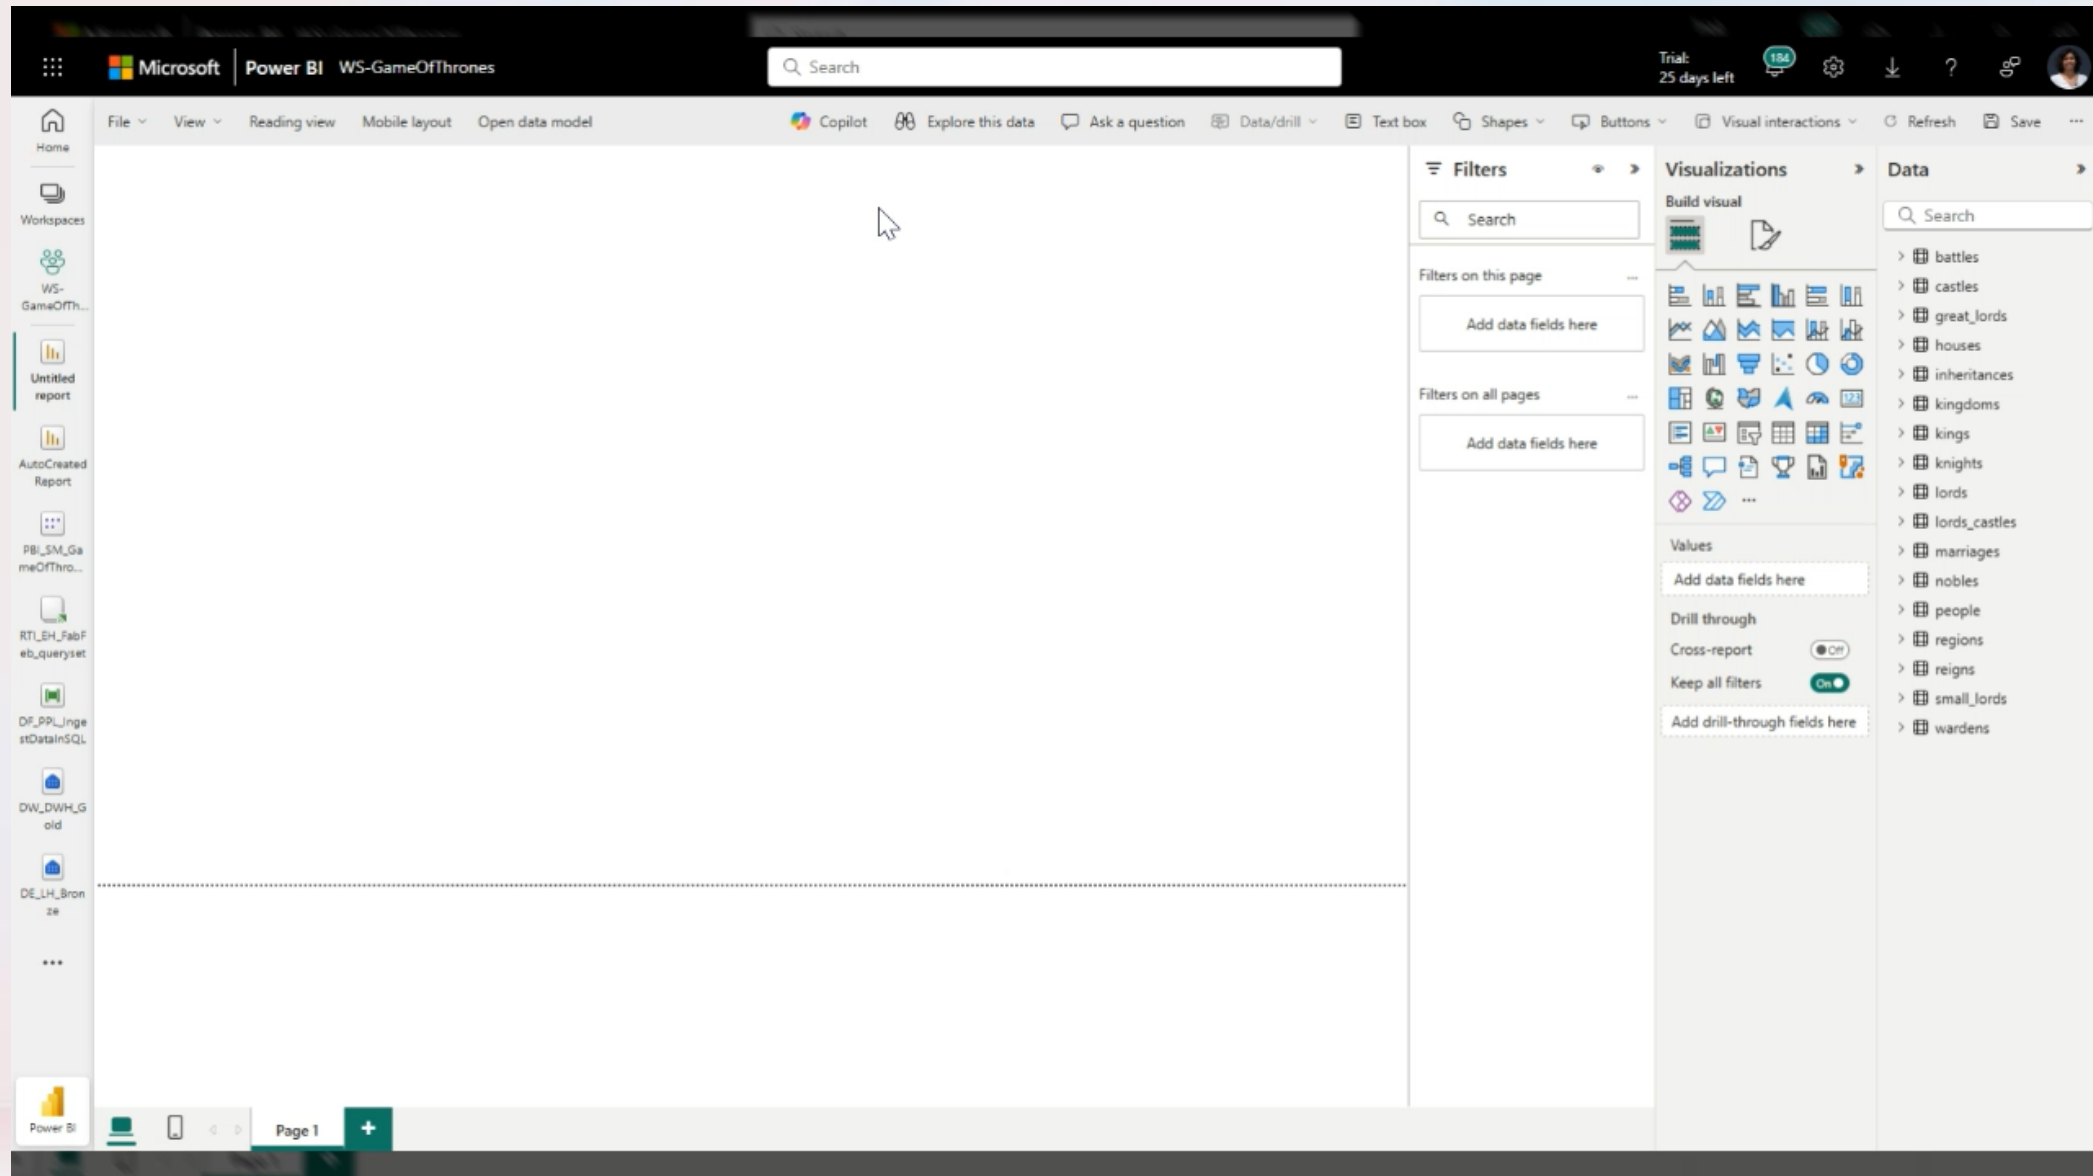 Microsoft Power BI WS-GameOfThrones
Search
Trial:
25 days left
184
File View Reading view Mobile layout Open data model
Copilot Explore this data Ask a question Data/drill Text box Shapes Buttons Visual interactions Refresh Save ...
Home
Workspaces
WS-
GameOfTh...
Untitled
report
AutoCreated
Report
PBI_SM_Ga
meOfThro...
RTI_EH_FabF
eb_queryset
DF_PPL_Inge
stDataInSQL
DW_DWH_G
old
DE_LH_Bron
ze
...
Power BI
Page 1
+
Filters
Search
Filters on this page ...
Add data fields here
Filters on all pages ...
Add data fields here
Visualizations
Build visual
123
...
Values
Add data fields here
Drill through
Cross-report Off
Keep all filters On
Add drill-through fields here
Data
Search
battles
castles
great_lords
houses
inheritances
kingdoms
kings
knights
lords
lords_castles
marriages
nobles
people
regions
reigns
small_lords
wardens